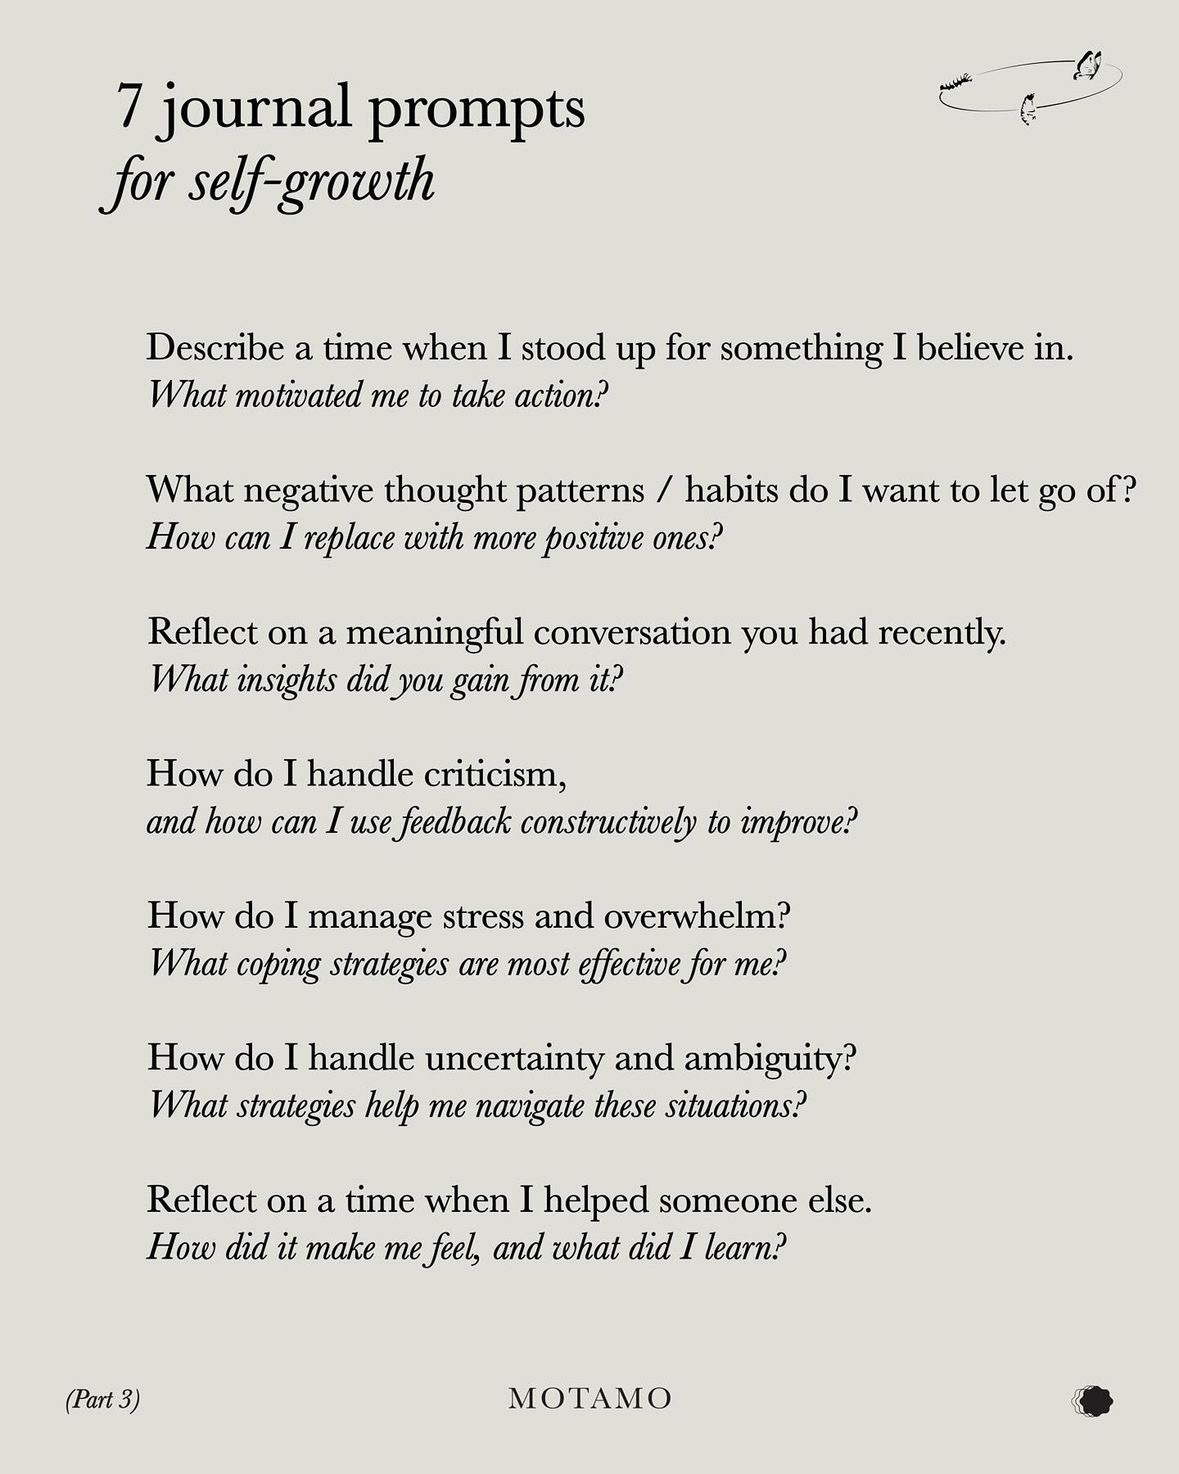 7 journal prompts
for self-growth
Describe a time when I stood up for something I believe in.
What motivated me to take action?
What negative thought patterns / habits do I want to let go of?
How can I replace with more positive ones?
Reflect on a meaningful conversation you had recently.
What insights did you gain from it?
How do I handle criticism,
and how can I use feedback constructively to improve?
How do I manage stress and overwhelm?
What coping strategies are most effective for me?
How do I handle uncertainty and ambiguity?
What strategies help me navigate these situations?
Reflect on a time when I helped someone else.
How did it make me feel, and what did I learn?
(Part 3)
MOTAMO